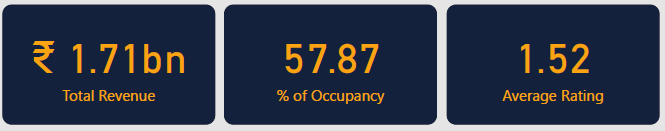 ₹ 1.71bn
Total Revenue
57.87
% of Occupancy
1.52
Average Rating